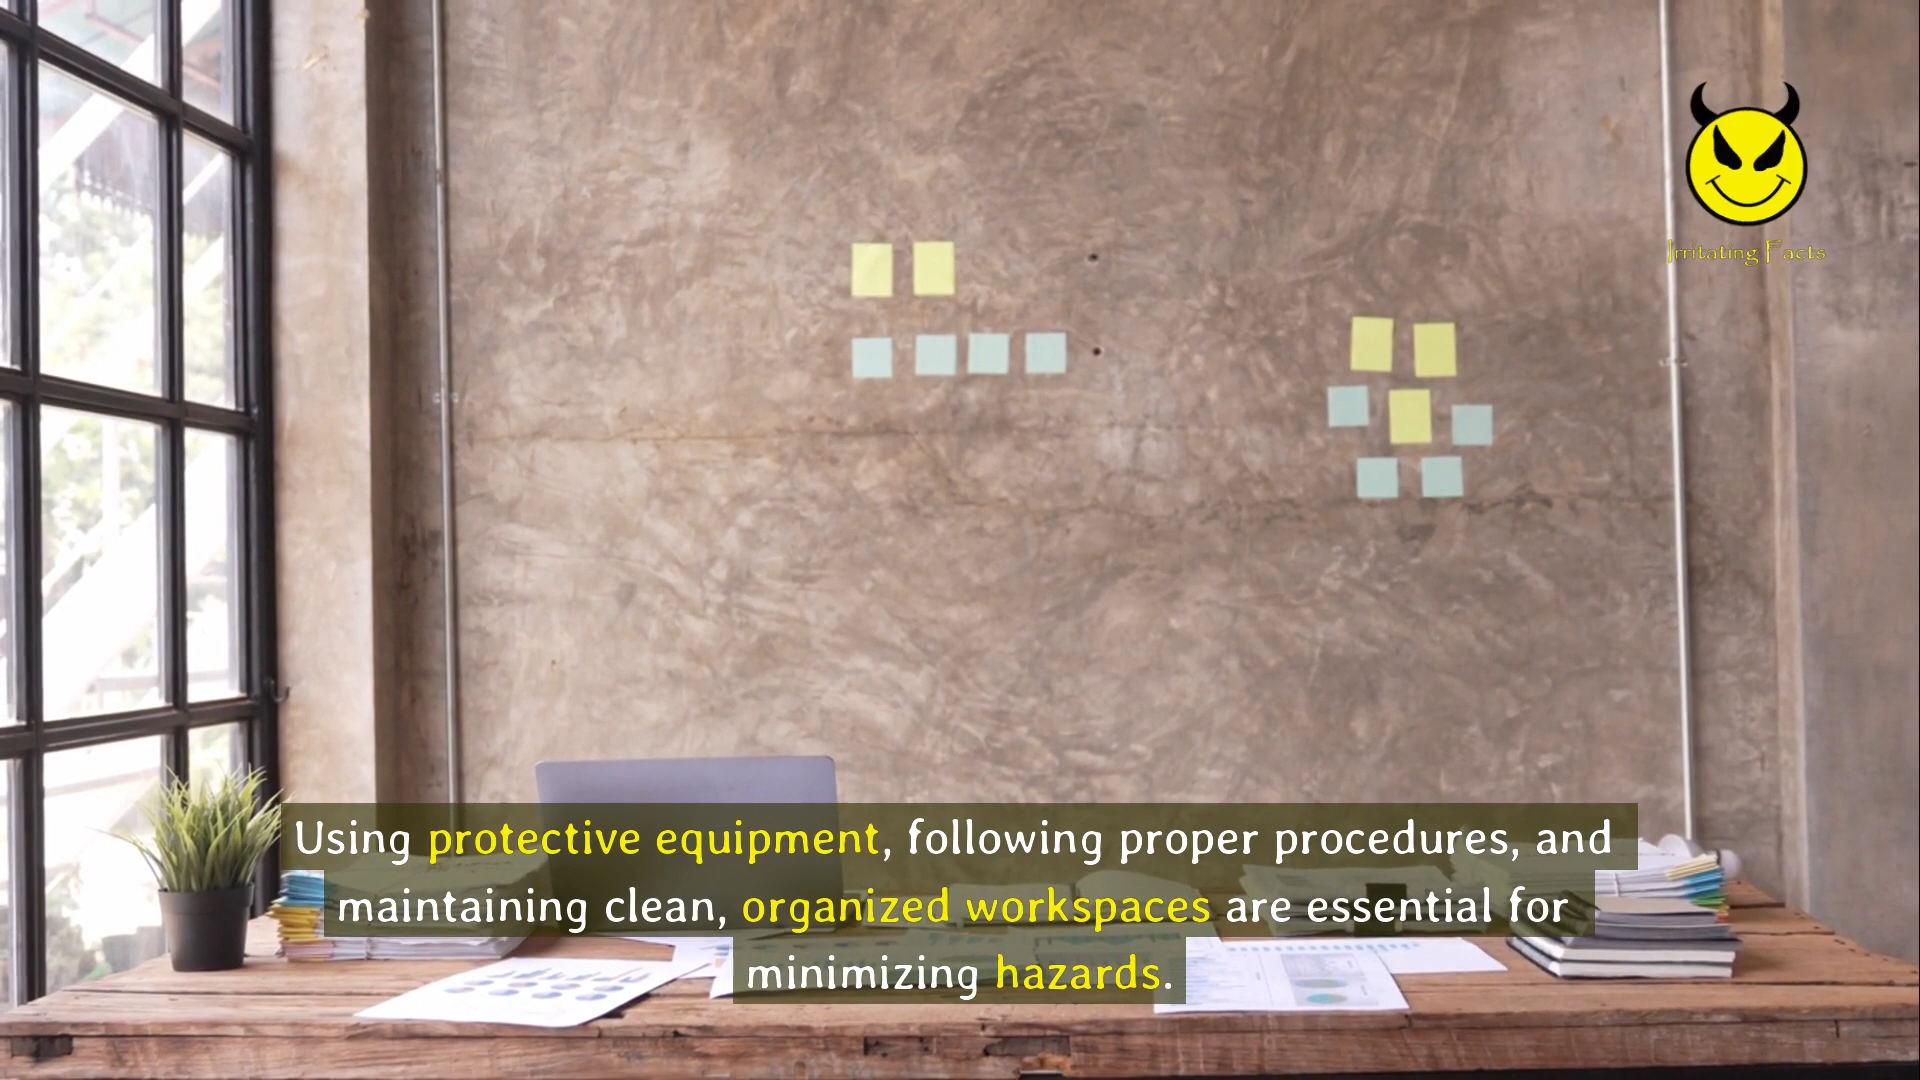 Irritating Facts
Using protective equipment, following proper procedures, and
maintaining clean, organized workspaces are essential for
minimizing hazards.